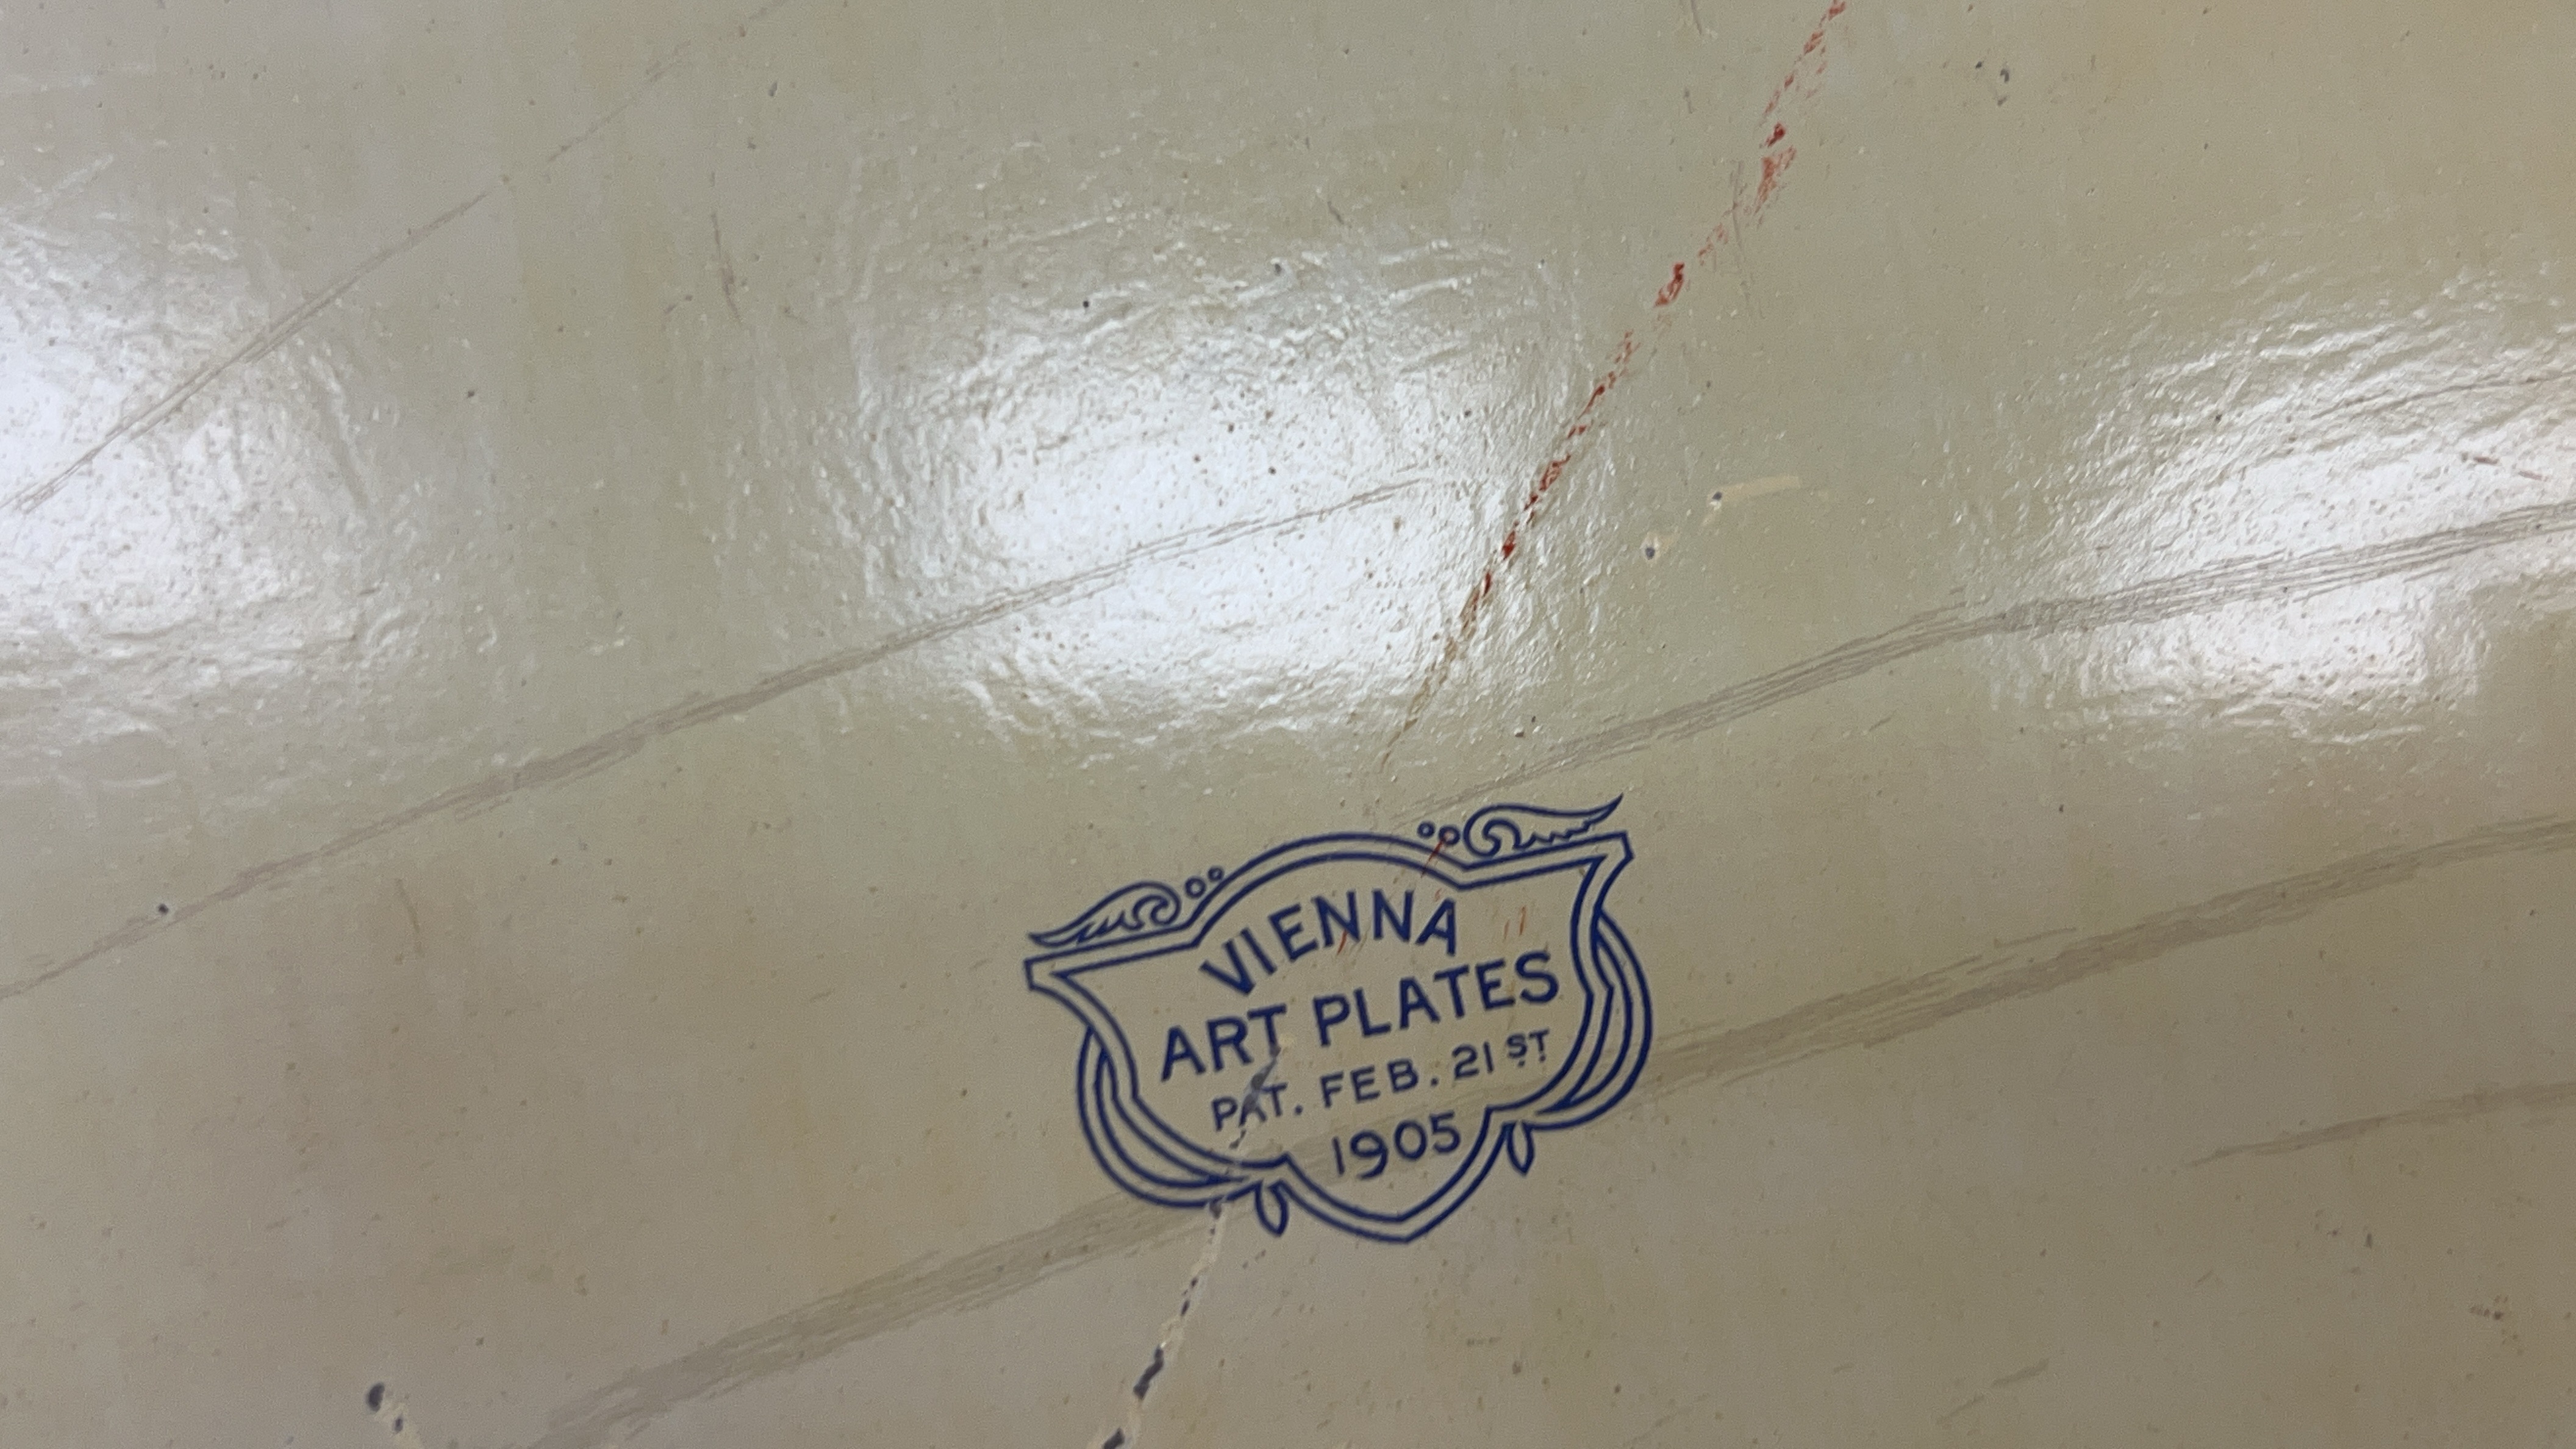 VIENNA
ART PLATES
PAT. FEB. 21ST
1905